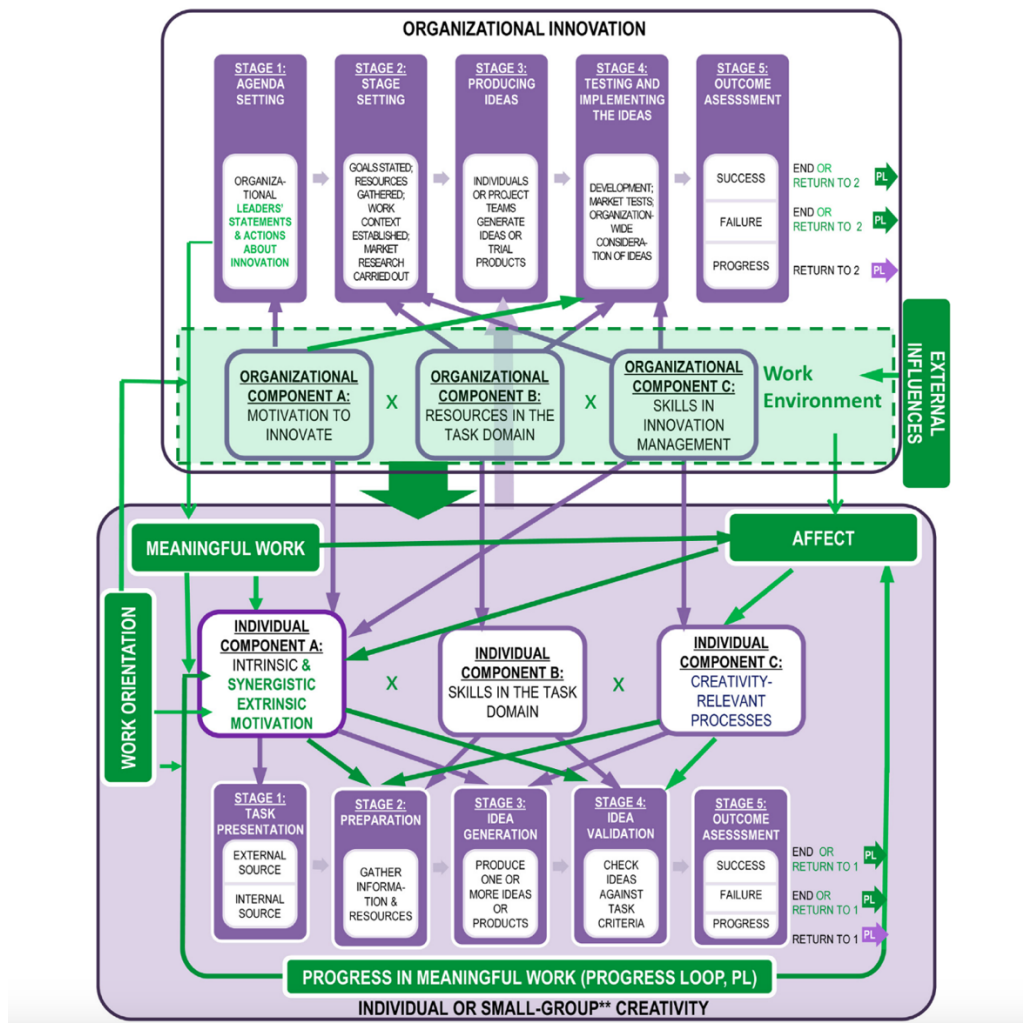 ORGANIZATIONAL INNOVATION
STAGE 1:
AGENDA
SETTING
ORGANIZA-
TIONAL
LEADERS'
STATEMENTS
& ACTIONS
ABOUT
INNOVATION
STAGE 2:
STAGE
SETTING
GOALS STATED;
RESOURCES
GATHERED;
WORK
CONTEXT
ESTABLISHED;
MARKET
RESEARCH
CARRIED OUT
STAGE 3:
PRODUCING
IDEAS
INDIVIDUALS
OR PROJECT
TEAMS
GENERATE
IDEAS OR
TRIAL
PRODUCTS
STAGE 4:
TESTING AND
IMPLEMENTING
THE IDEAS
DEVELOPMENT;
MARKET TESTS;
ORGANIZATION-
WIDE
CONSIDERA-
TION OF IDEAS
STAGE 5:
OUTCOME
ASESSSMENT
SUCCESS
FAILURE
PROGRESS
END OR
RETURN TO 2
PL
END OR
RETURN TO 2
PL
RETURN TO 2
PL
EXTERNAL
INFLUENCES
ORGANIZATIONAL
COMPONENT A:
MOTIVATION TO
INNOVATE
X
ORGANIZATIONAL
COMPONENT B:
RESOURCES IN THE
TASK DOMAIN
X
ORGANIZATIONAL
COMPONENT C:
SKILLS IN
INNOVATION
MANAGEMENT
Work
Environment
MEANINGFUL WORK
AFFECT
WORK ORIENTATION
INDIVIDUAL
COMPONENT A:
INTRINSIC &
SYNERGISTIC
EXTRINSIC
MOTIVATION
X
INDIVIDUAL
COMPONENT B:
SKILLS IN THE TASK
DOMAIN
X
INDIVIDUAL
COMPONENT C:
CREATIVITY-
RELEVANT
PROCESSES
STAGE 1:
TASK
PRESENTATION
EXTERNAL
SOURCE
INTERNAL
SOURCE
STAGE 2:
PREPARATION
GATHER
INFORMA-
TION &
RESOURCES
STAGE 3:
IDEA
GENERATION
PRODUCE
ONE OR
MORE IDEAS
OR
PRODUCTS
STAGE 4:
IDEA
VALIDATION
CHECK
IDEAS
AGAINST
TASK
CRITERIA
STAGE 5:
OUTCOME
ASESSSMENT
SUCCESS
FAILURE
PROGRESS
END OR
RETURN TO 1
PL
END OR
RETURN TO 1
PL
RETURN TO 1
PL
PROGRESS IN MEANINGFUL WORK (PROGRESS LOOP, PL)
INDIVIDUAL OR SMALL-GROUP** CREATIVITY